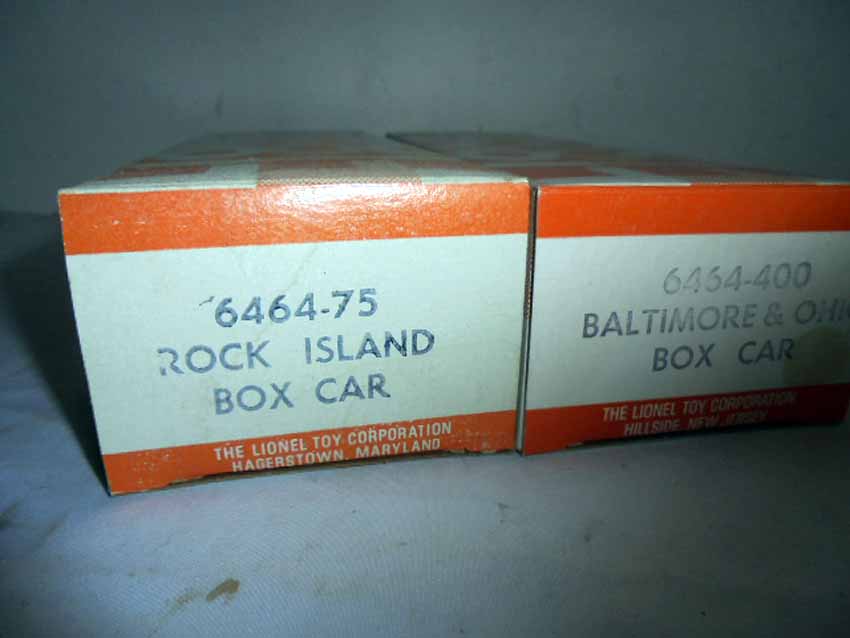 6464-75
ROCK ISLAND
BOX CAR
THE LIONEL TOY CORPORATION
HAGERSTOWN, MARYLAND
6464-400
BALTIMORE & OHIO
BOX CAR
THE LIONEL TOY CORPORATION
HILLSIDE, NEW JERSEY